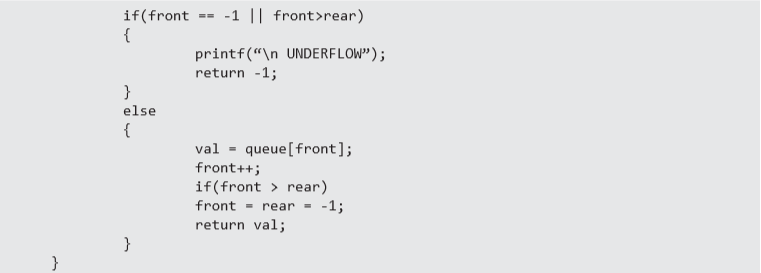 if(front == -1 || front>rear)
{
printf(“\n UNDERFLOW”);
return -1;
}
else
{
val = queue[front];
front++;
if(front > rear)
front = rear = -1;
return val;
}
}